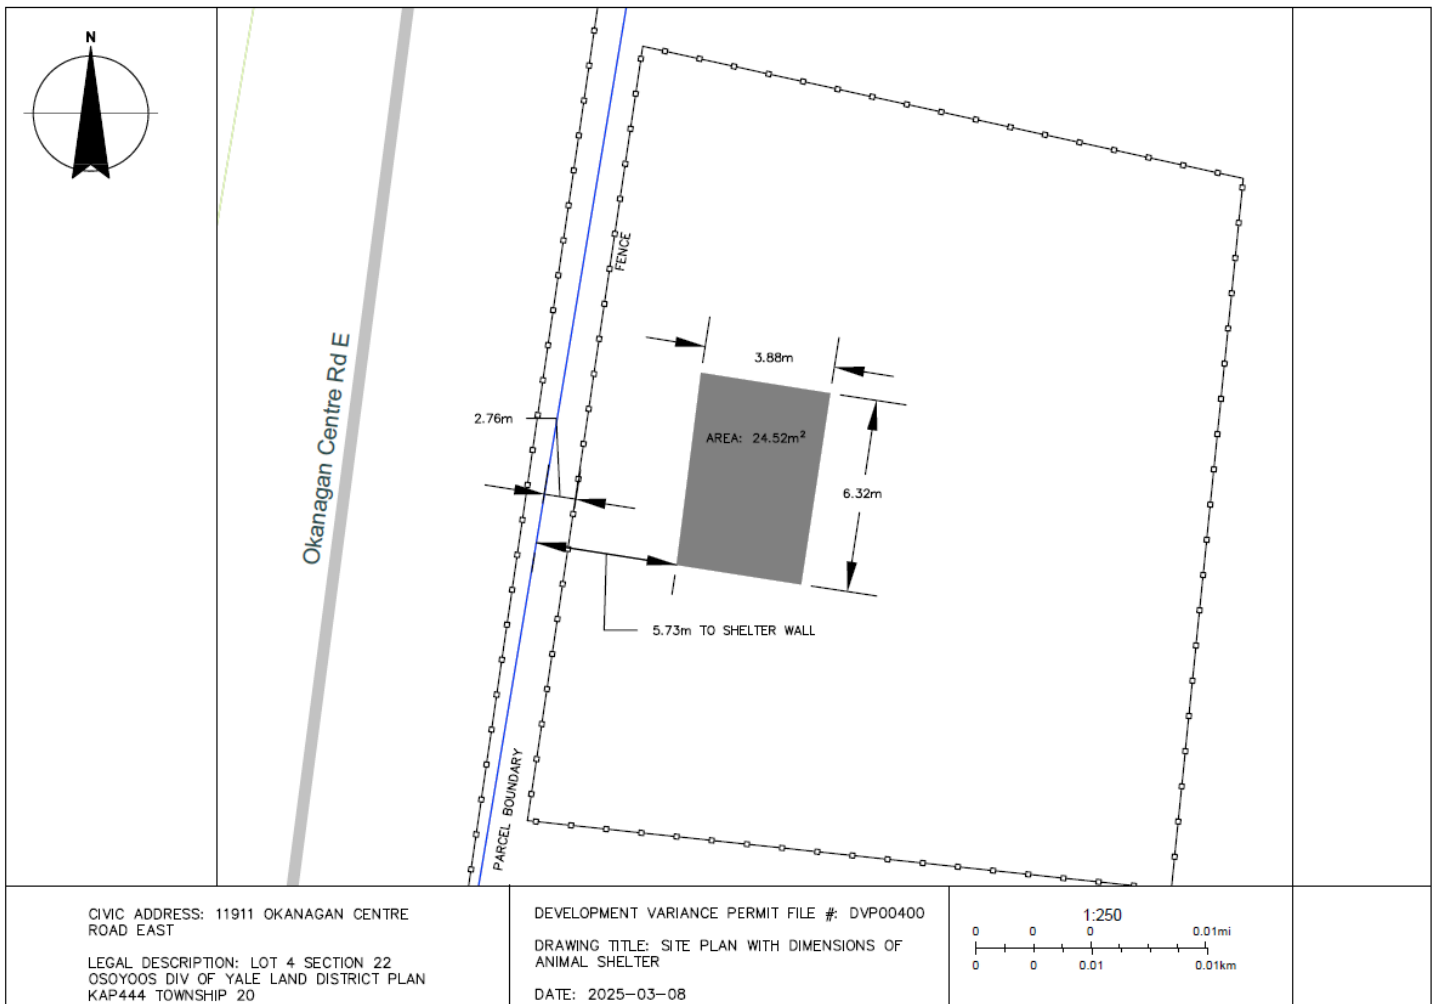 N
Okanagan Centre Rd E
FENCE
3.88m
2.76m
AREA: 24.52m²
6.32m
5.73m TO SHELTER WALL
PARCEL BOUNDARY
CIVIC ADDRESS: 11911 OKANAGAN CENTRE
ROAD EAST
LEGAL DESCRIPTION: LOT 4 SECTION 22
OSOYOOS DIV OF YALE LAND DISTRICT PLAN
KAP444 TOWNSHIP 20
DEVELOPMENT VARIANCE PERMIT FILE #: DVP00400
DRAWING TITLE: SITE PLAN WITH DIMENSIONS OF
ANIMAL SHELTER
DATE: 2025-03-08
1:250
0 0 0 0.01mi
0 0 0.01 0.01km